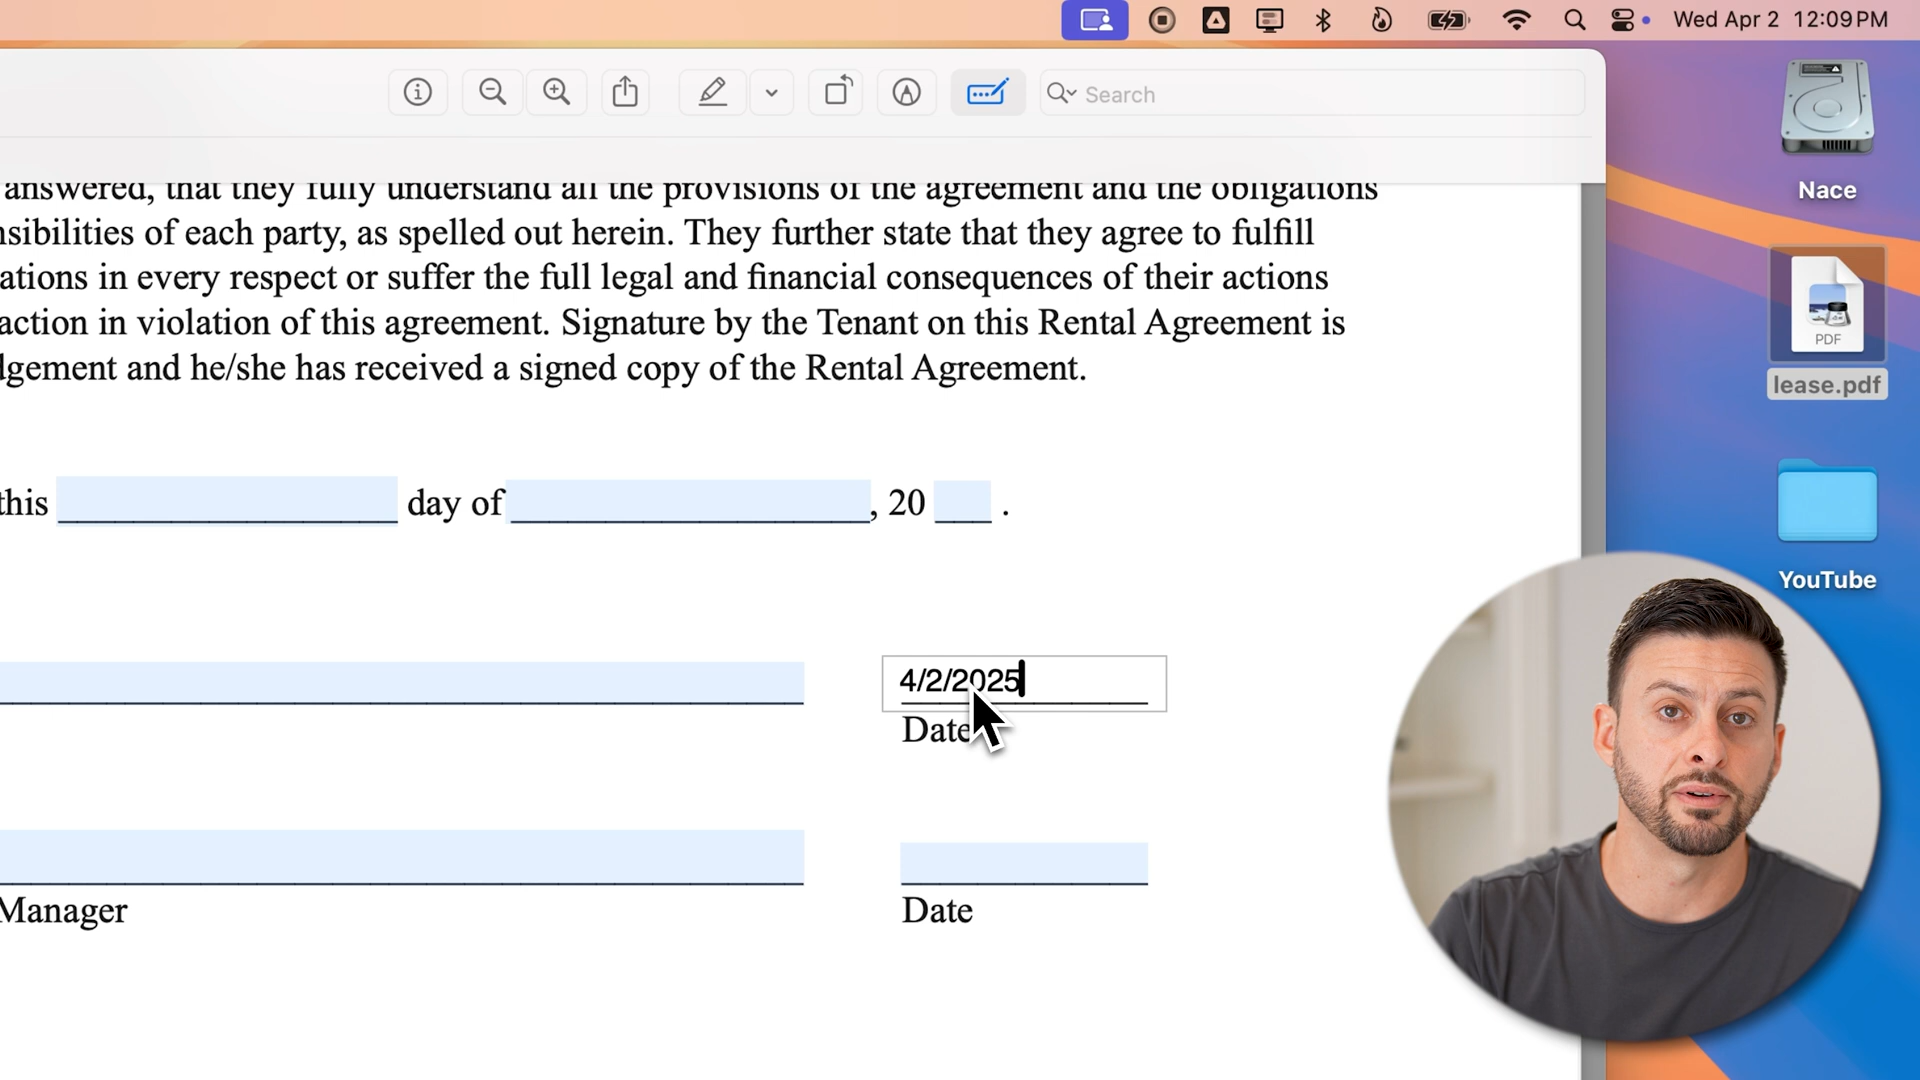 Wed Apr 2 12:09 PM
Search
Nace
answered, that they fully understand all the provisions of the agreement and the obligations
nsibilities of each party, as spelled out herein. They further state that they agree to fulfill
ations in every respect or suffer the full legal and financial consequences of their actions
action in violation of this agreement. Signature by the Tenant on this Rental Agreement is
dgement and he/she has received a signed copy of the Rental Agreement.
PDF
lease.pdf
this day of , 20 .
YouTube
4/2/2025
Date
Manager
Date